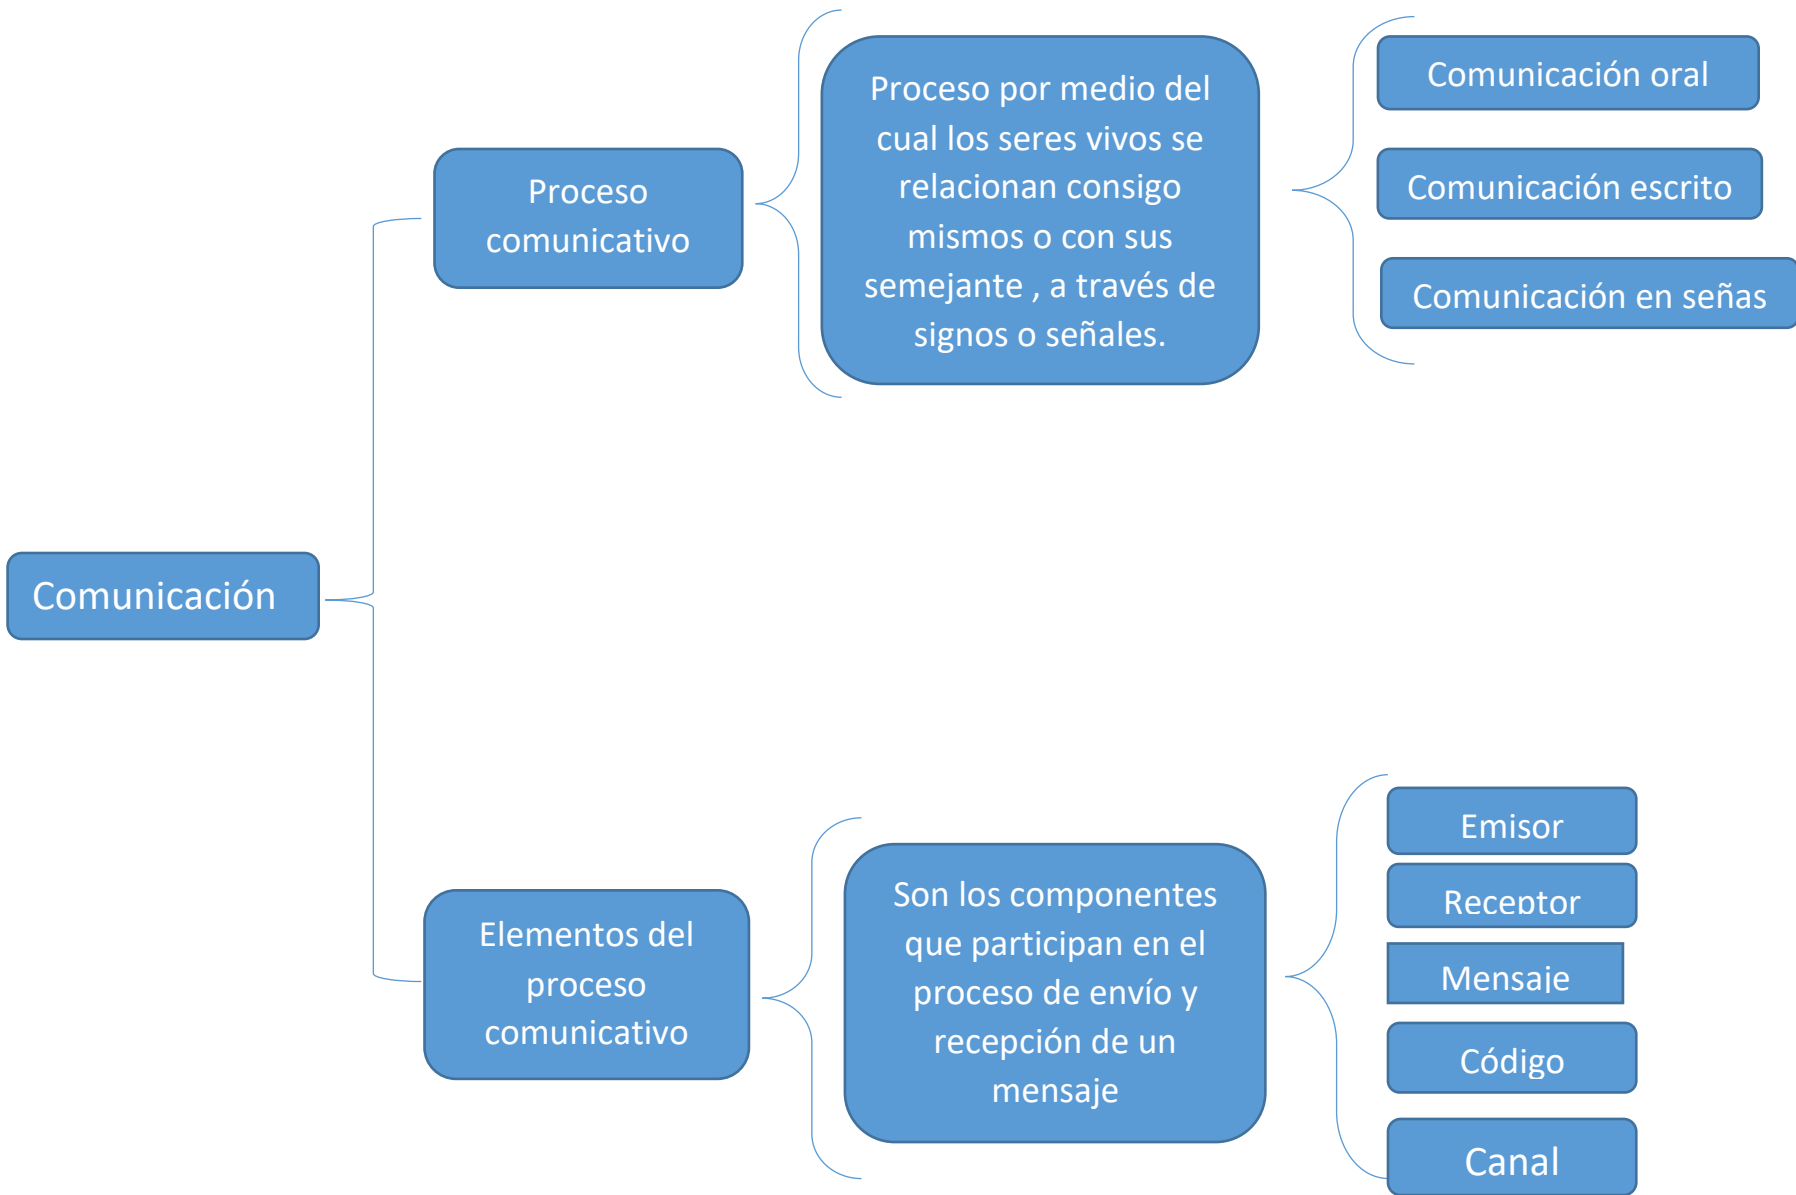 Comunicación
Proceso
comunicativo
Proceso por medio del
cual los seres vivos se
relacionan consigo
mismos o con sus
semejante , a través de
signos o señales.
Comunicación oral
Comunicación escrito
Comunicación en señas
Elementos del
proceso
comunicativo
Son los componentes
que participan en el
proceso de envío y
recepción de un
mensaje
Emisor
Receptor
Mensaje
Código
Canal